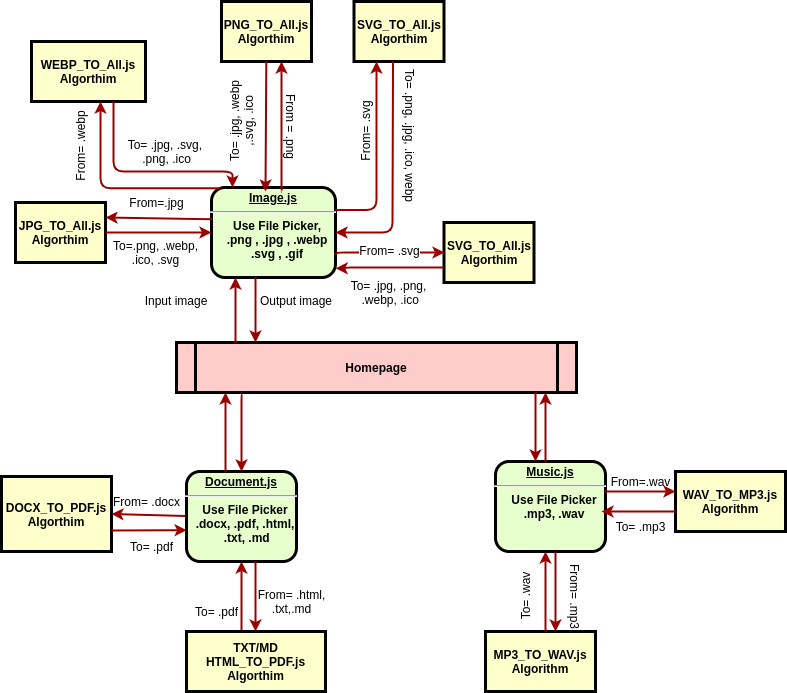 PNG_TO_All.js
Algorthim
SVG_TO_All.js
Algorthim
WEBP_TO_All.js
Algorthim
From= .webp
To= .jpg, .svg,
.png, .ico
To= .jpg, .webp
,.svg, .ico
From = .png
From= .svg
To= .png, .jpg, .ico, webp
JPG_TO_All.js
Algorthim
From=.jpg
To=.png, .webp,
.ico, .svg
Image.js
Use File Picker,
.png , .jpg , .webp
.svg , .gif
From= .svg
To= .jpg, .png,
.webp, .ico
SVG_TO_All.js
Algorthim
Input image
Output image
Homepage
DOCX_TO_PDF.js
Algorthim
From= .docx
To= .pdf
Document.js
Use File Picker
.docx, .pdf, .html,
.txt, .md
To= .pdf
From= .html,
.txt,.md
TXT/MD
HTML_TO_PDF.js
Algorthim
Music.js
Use File Picker
.mp3, .wav
From=.wav
To= .mp3
WAV_TO_MP3.js
Algorithm
To= .wav
From= .mp3
MP3_TO_WAV.js
Algorithm